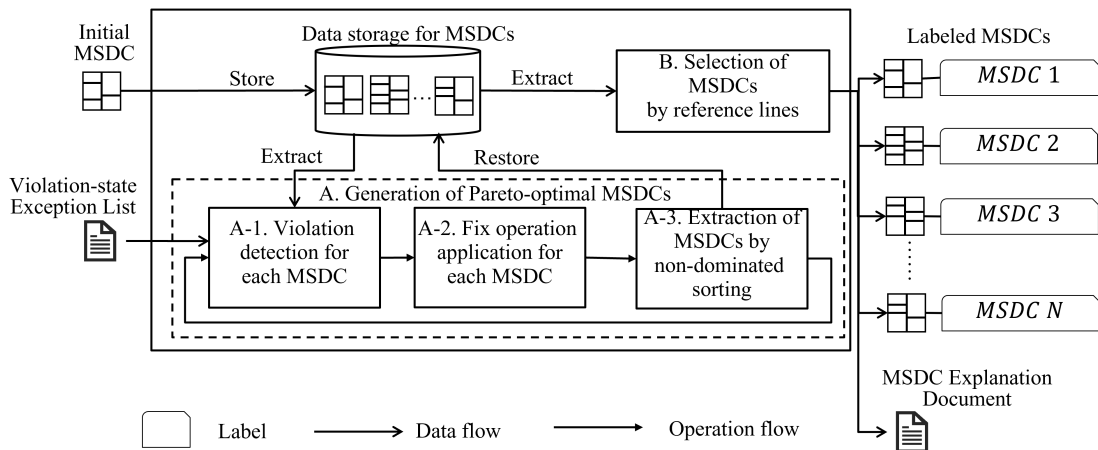 Initial
MSDC
Data storage for MSDCs
Store
Extract
B. Selection of
MSDCs
by reference lines
Labeled MSDCs
MSDC 1
MSDC 2
MSDC 3
MSDC N
Extract
Restore
Violation-state
Exception List
A. Generation of Pareto-optimal MSDCs
A-1. Violation
detection for
each MSDC
A-2. Fix operation
application for
each MSDC
A-3. Extraction of
MSDCs by
non-dominated
sorting
MSDC Explanation
Document
Label
Data flow
Operation flow